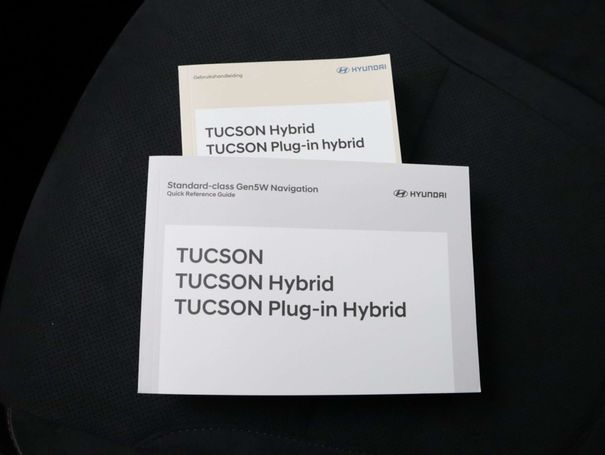 Gebruikshandleiding
HYUNDAI
TUCSON Hybrid
TUCSON Plug-in hybrid
Standard-class Gen5W Navigation
Quick Reference Guide
HYUNDAI
TUCSON
TUCSON Hybrid
TUCSON Plug-in Hybrid